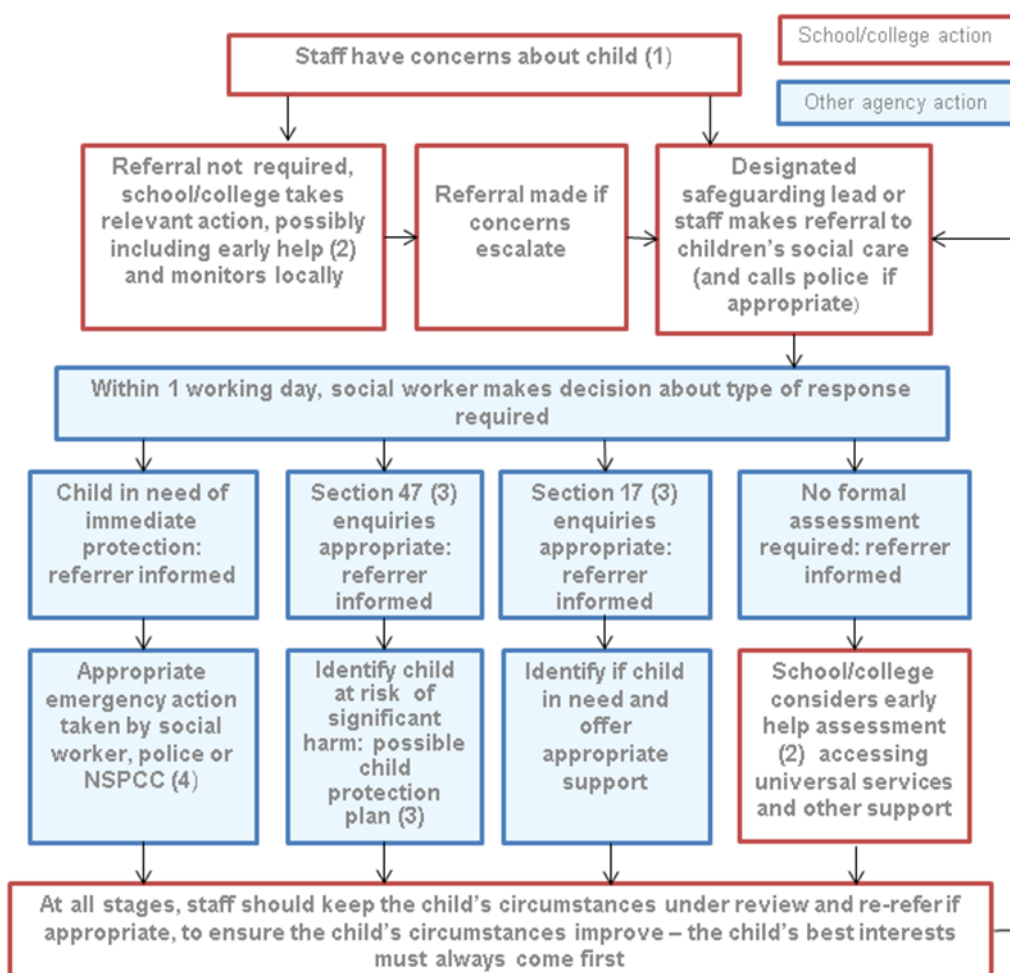 School/college action
Staff have concerns about child (1)
Other agency action
Referral not required,
school/college takes
relevant action, possibly
including early help (2)
and monitors locally
Referral made if
concerns
escalate
Designated
safeguarding lead or
staff makes referral to
children’s social care
(and calls police if
appropriate)
Within 1 working day, social worker makes decision about type of response
required
Child in need of
immediate
protection:
referrer informed
Section 47 (3)
enquiries
appropriate:
referrer
informed
Section 17 (3)
enquiries
appropriate:
referrer
informed
No formal
assessment
required: referrer
informed
Appropriate
emergency action
taken by social
worker, police or
NSPCC (4)
Identify child
at risk of
significant
harm: possible
child
protection
plan (3)
Identify if child
in need and
offer
appropriate
support
School/college
considers early
help assessment
(2) accessing
universal services
and other support
At all stages, staff should keep the child’s circumstances under review and re-refer if
appropriate, to ensure the child’s circumstances improve – the child’s best interests
must always come first